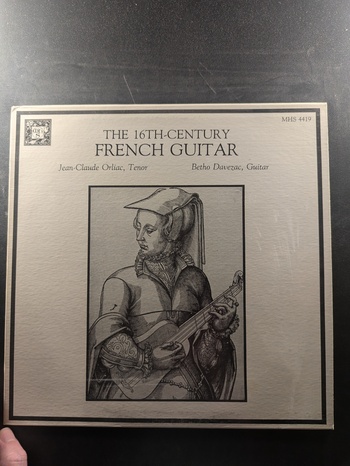 MHS 4419
THE 16TH-CENTURY
FRENCH GUITAR
Jean-Claude Orliac, Tenor Betho Davezac, Guitar